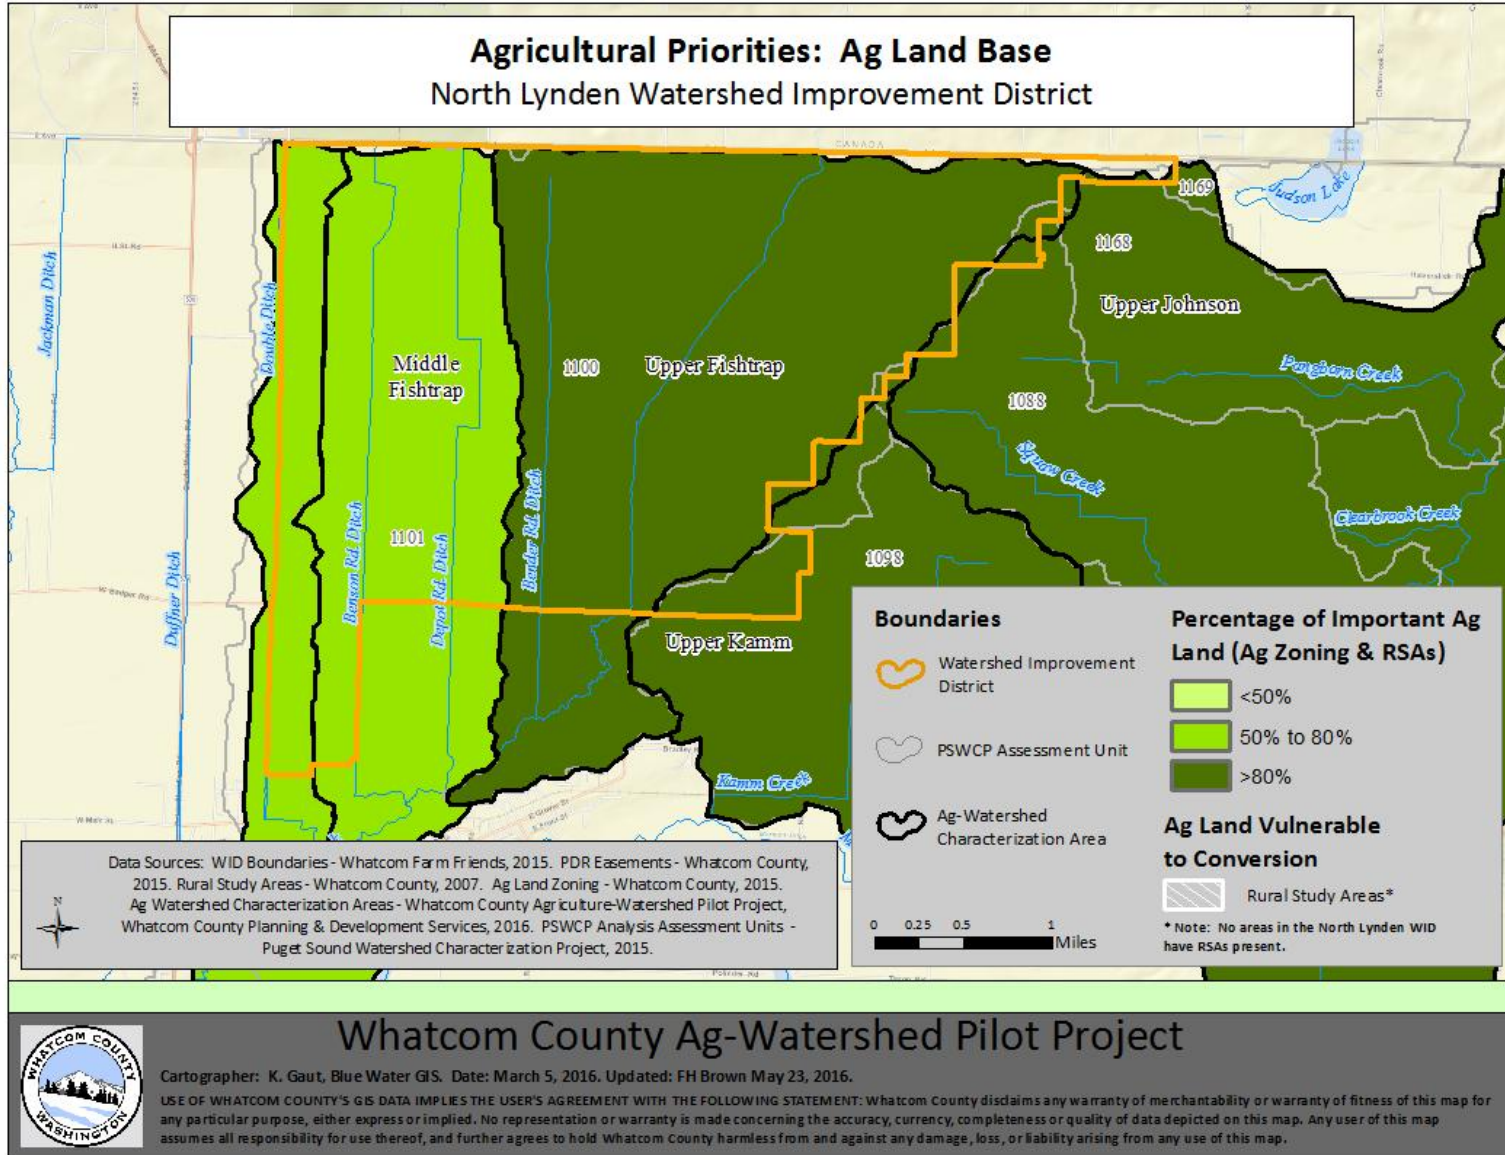 Agricultural Priorities:  Ag Land Base
North Lynden Watershed Improvement District
CANADA
1169
Judson Lake
1168
Upper Johnson
Jackman Ditch
Double Ditch
Middle
Fishtrap
1100
Upper Fishtrap
Pangborn Creek
1088
Squaw Creek
Clearbrook Creek
Bender Rd. Ditch
Benson Rd. Ditch
1101
Depot Rd. Ditch
1098
Duffner Ditch
W Badger Rd
Upper Kamm
Kamm Creek
Boundaries
Watershed Improvement
District
PSWCP Assessment Unit
Ag-Watershed
Characterization Area
0 0.25 0.5 1
Miles
Percentage of Important Ag
Land (Ag Zoning & RSAs)
<50%
50% to 80%
>80%
Ag Land Vulnerable
to Conversion
Rural Study Areas*
* Note:  No areas in the North Lynden WID
have RSAs present.
N
Data Sources:  WID Boundaries - Whatcom Farm Friends, 2015.  PDR Easements - Whatcom County,
2015. Rural Study Areas - Whatcom County, 2007.  Ag Land Zoning - Whatcom County, 2015.
Ag Watershed Characterization Areas - Whatcom County Agriculture-Watershed Pilot Project,
Whatcom County Planning & Development Services, 2016.  PSWCP Analysis Assessment Units -
Puget Sound Watershed Characterization Project, 2015.
WHATCOM COUNTY
WASHINGTON
Whatcom County Ag-Watershed Pilot Project
Cartographer:  K. Gaut, Blue Water GIS.  Date: March 5, 2016. Updated: FH Brown May 23, 2016.
USE OF WHATCOM COUNTY'S GIS DATA IMPLIES THE USER'S AGREEMENT WITH THE FOLLOWING STATEMENT: Whatcom County disclaims any warranty of merchantability or warranty of fitness of this map for
any particular purpose, either express or implied. No representation or warranty is made concerning the accuracy, currency, completeness or quality of data depicted on this map. Any user of this map
assumes all responsibility for use thereof, and further agrees to hold Whatcom County harmless from and against any damage, loss, or liability arising from any use of this map.